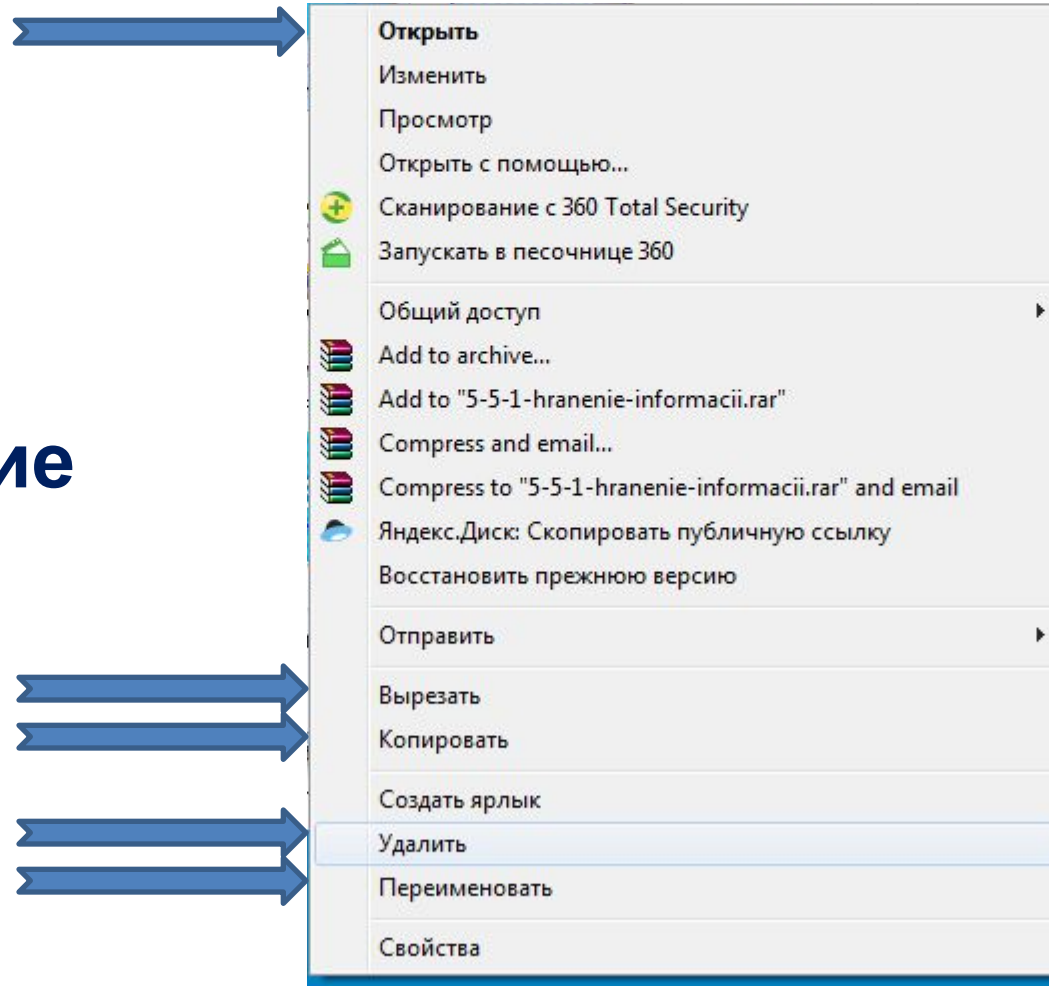 Открыть
Изменить
Просмотр
Открыть с помощью...
Сканирование с 360 Total Security
Запускать в песочнице 360
Общий доступ
Add to archive...
Add to "5-5-1-hranenie-informacii.rar"
Compress and email...
ие
Compress to "5-5-1-hranenie-informacii.rar" and email
Яндекс.Диск: Скопировать публичную ссылку
Восстановить прежнюю версию
Отправить
Вырезать
Копировать
Создать ярлык
Удалить
Переименовать
Свойства